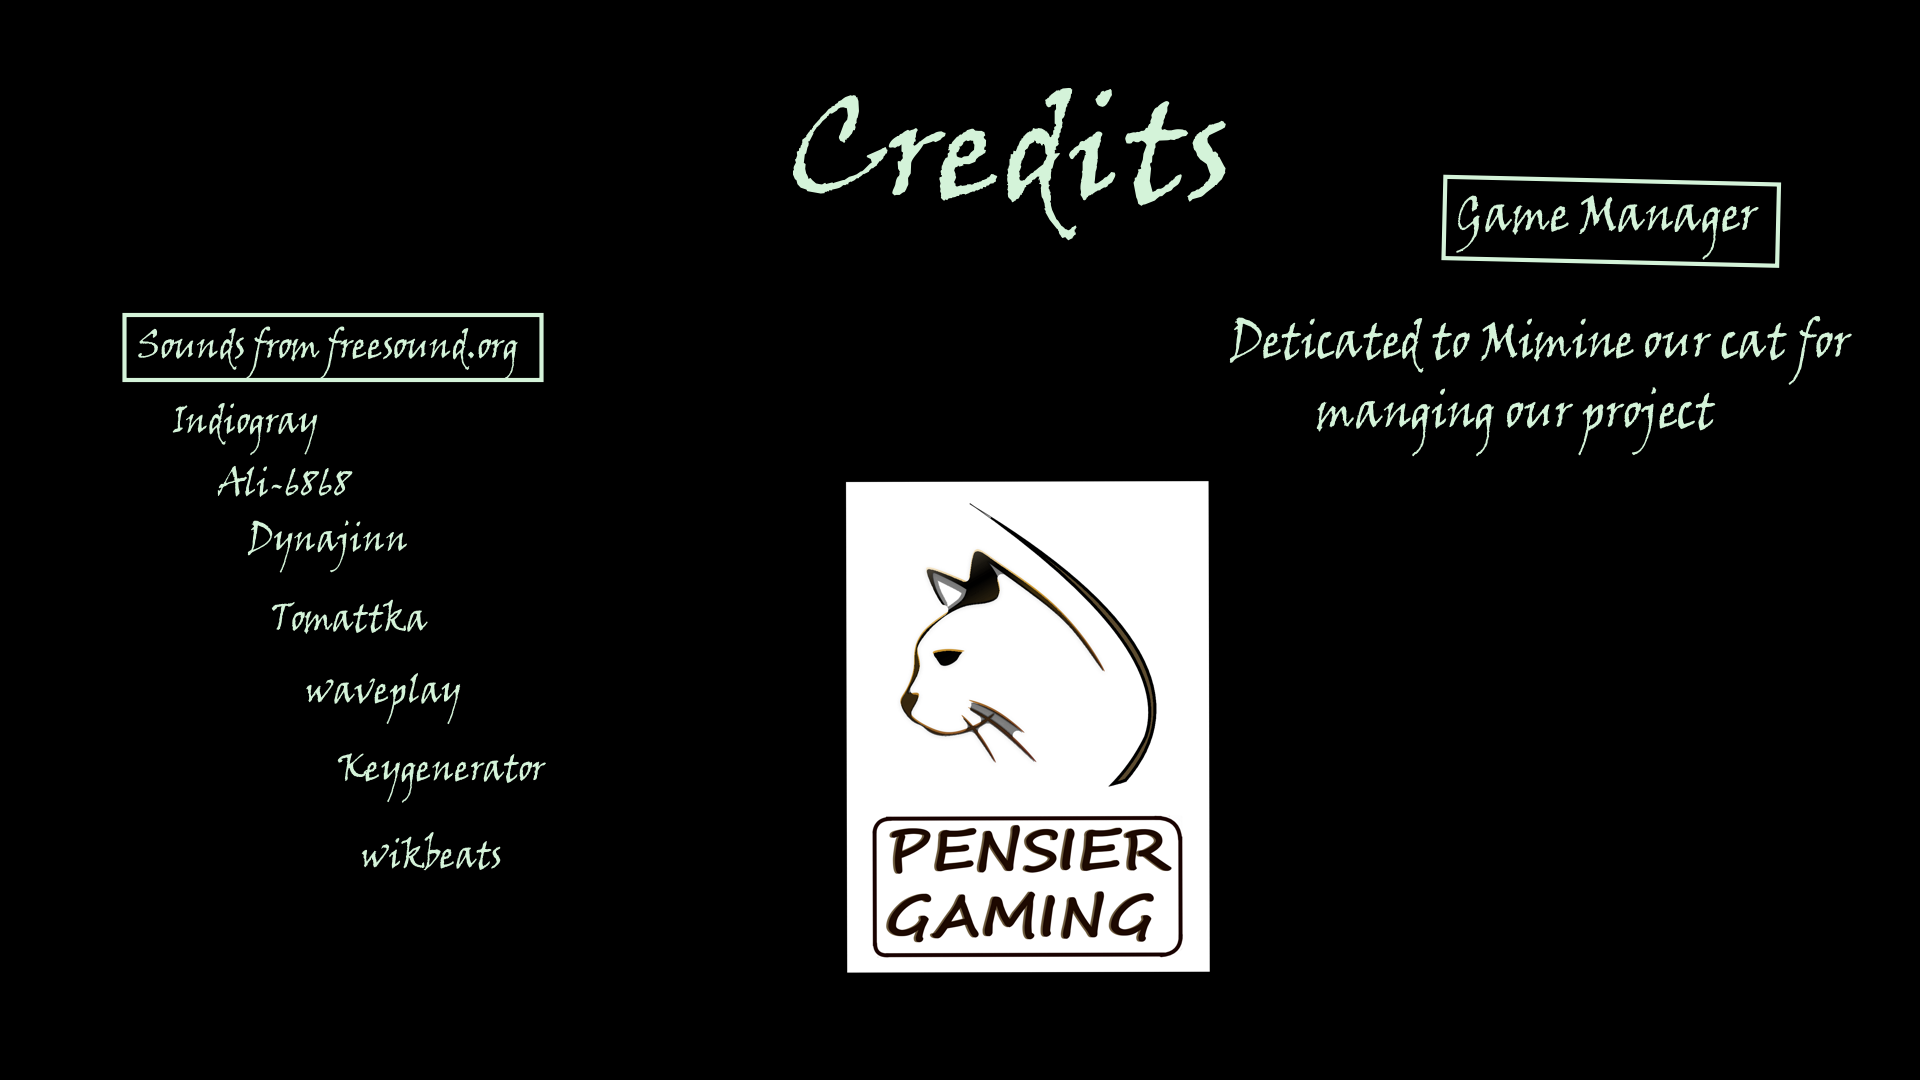 Credits
Game Manager
Deticated to Mimine our cat for
manging our project
Sounds from freesound.org
Indiogray
Ali-6868
Dynajinn
Tomattka
waveplay
Keygenerator
wikbeats
PENSIER
GAMING